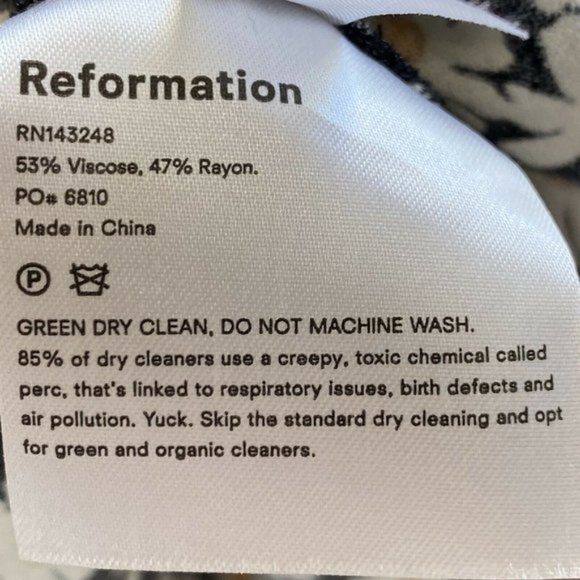 Reformation
RN143248
53% Viscose, 47% Rayon.
PO# 6810
Made in China
P
GREEN DRY CLEAN, DO NOT MACHINE WASH.
85% of dry cleaners use a creepy, toxic chemical called
perc, that's linked to respiratory issues, birth defects and
air pollution. Yuck. Skip the standard dry cleaning and opt
for green and organic cleaners.